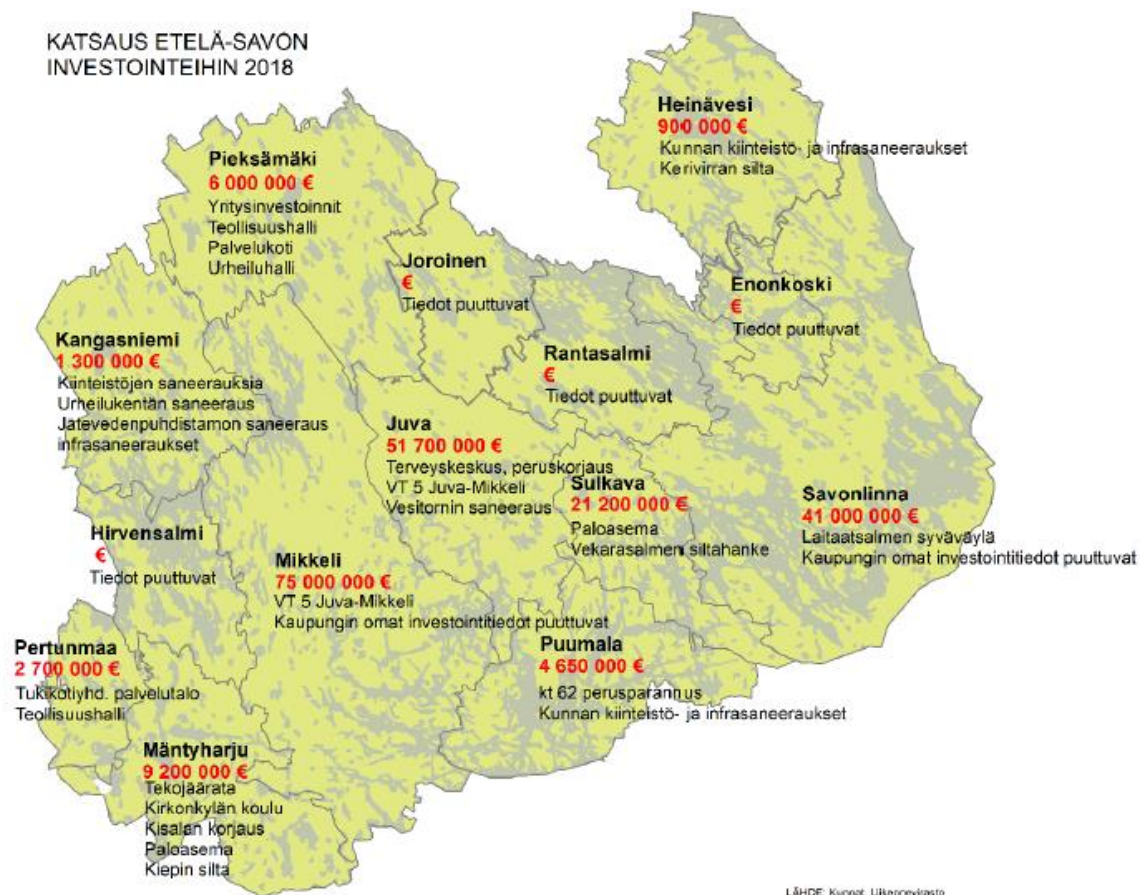 KATSAUS ETELÄ-SAVON
INVESTOINTEIHIN 2018
Heinävesi
900 000 €
Kunnan kiinteistö- ja infrasaneeraukset
Kerivirran silta
Pieksämäki
6 000 000 €
Yritysinvestoinnit
Teollisuushalli
Palvelukoti
Urheiluhalli
Joroinen
€
Tiedot puuttuvat
Enonkoski
€
Tiedot puuttuvat
Kangasniemi
1 300 000 €
Kiinteistöjen saneerauksia
Urheilukentän saneeraus
Jatevedenpuhdistamon saneeraus
infrasaneeraukset
Rantasalmi
€
Tiedot puuttuvat
Juva
51 700 000 €
Terveyskeskus, peruskorjaus
VT 5 Juva-Mikkeli
Vesitornin saneeraus
Sulkava
21 200 000 €
Paloasema
Vekarasalmen siltahanke
Savonlinna
41 000 000 €
Laitaatsalmen syväväylä
Kaupungin omat investointitiedot puuttuvat
Hirvensalmi
€
Tiedot puuttuvat
Mikkeli
75 000 000 €
VT 5 Juva-Mikkeli
Kaupungin omat investointitiedot puuttuvat
Pertunmaa
2 700 000 €
Tukikotiyhd. palvelutalo
Teollisuushalli
Puumala
4 650 000 €
kt 62 perusparannus
Kunnan kiinteistö- ja infrasaneeraukset
Mäntyharju
9 200 000 €
Tekojäärata
Kirkonkylän koulu
Kisalan korjaus
Paloasema
Kiepin silta
LÄHDE: Kunnat, Liikennevirasto